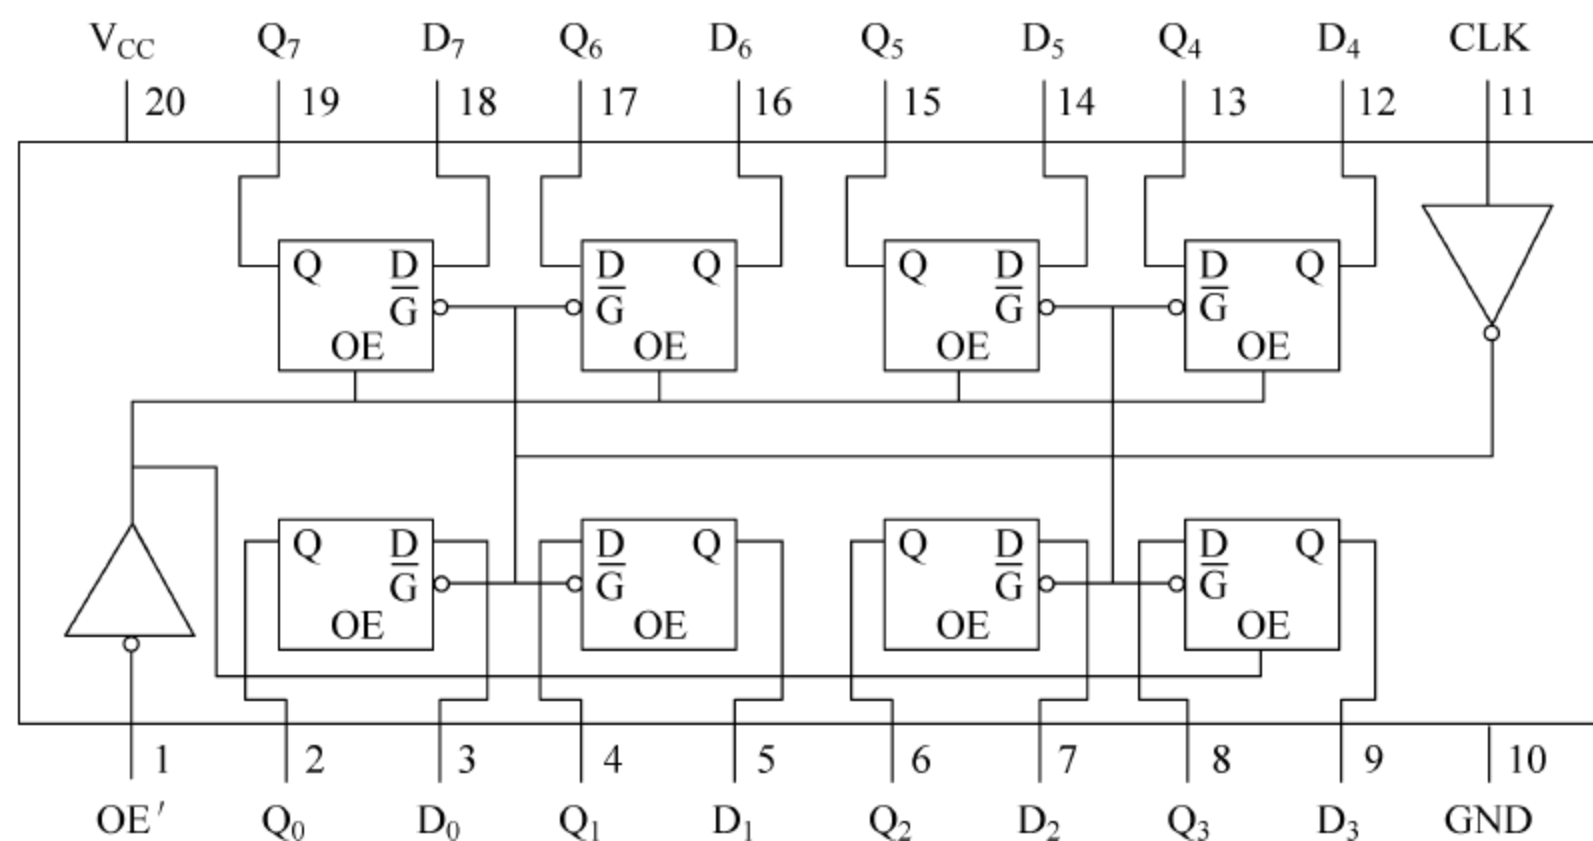 V_CC Q₇ D₇ Q₆ D₆ Q₅ D₅ Q₄ D₄ CLK
20 19 18 17 16 15 14 13 12 11
Q D D Q Q D D Q
G̅ G̅ G̅ G̅
OE OE OE OE
Q D D Q Q D D Q
G̅ G̅ G̅ G̅
OE OE OE OE
1 2 3 4 5 6 7 8 9 10
OE′ Q₀ D₀ Q₁ D₁ Q₂ D₂ Q₃ D₃ GND